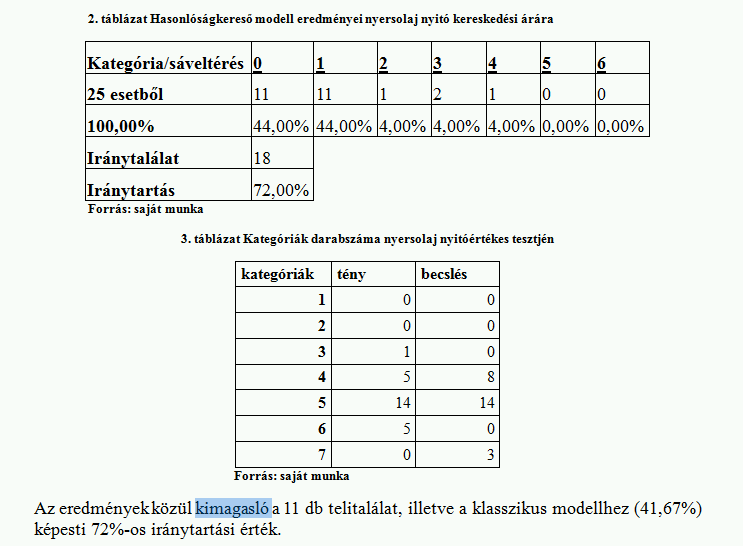 2. táblázat Hasonlóságkereső modell eredményei nyersolaj nyitó kereskedési árára
Kategória/sáveltérés 0 1 2 3 4 5 6
25 esetből 11 11 1 2 1 0 0
100,00% 44,00% 44,00% 4,00% 4,00% 4,00% 0,00% 0,00%
Iránytalálat 18
Iránytartás 72,00%
Forrás: saját munka
3. táblázat Kategóriák darabszáma nyersolaj nyitóértékes tesztjén
kategóriák tény becslés
1 0 0
2 0 0
3 1 0
4 5 8
5 14 14
6 5 0
7 0 3
Forrás: saját munka
Az eredmények közül kimagasló a 11 db telitalálat, illetve a klasszikus modellhez (41,67%)
képesti 72%-os iránytartási érték.